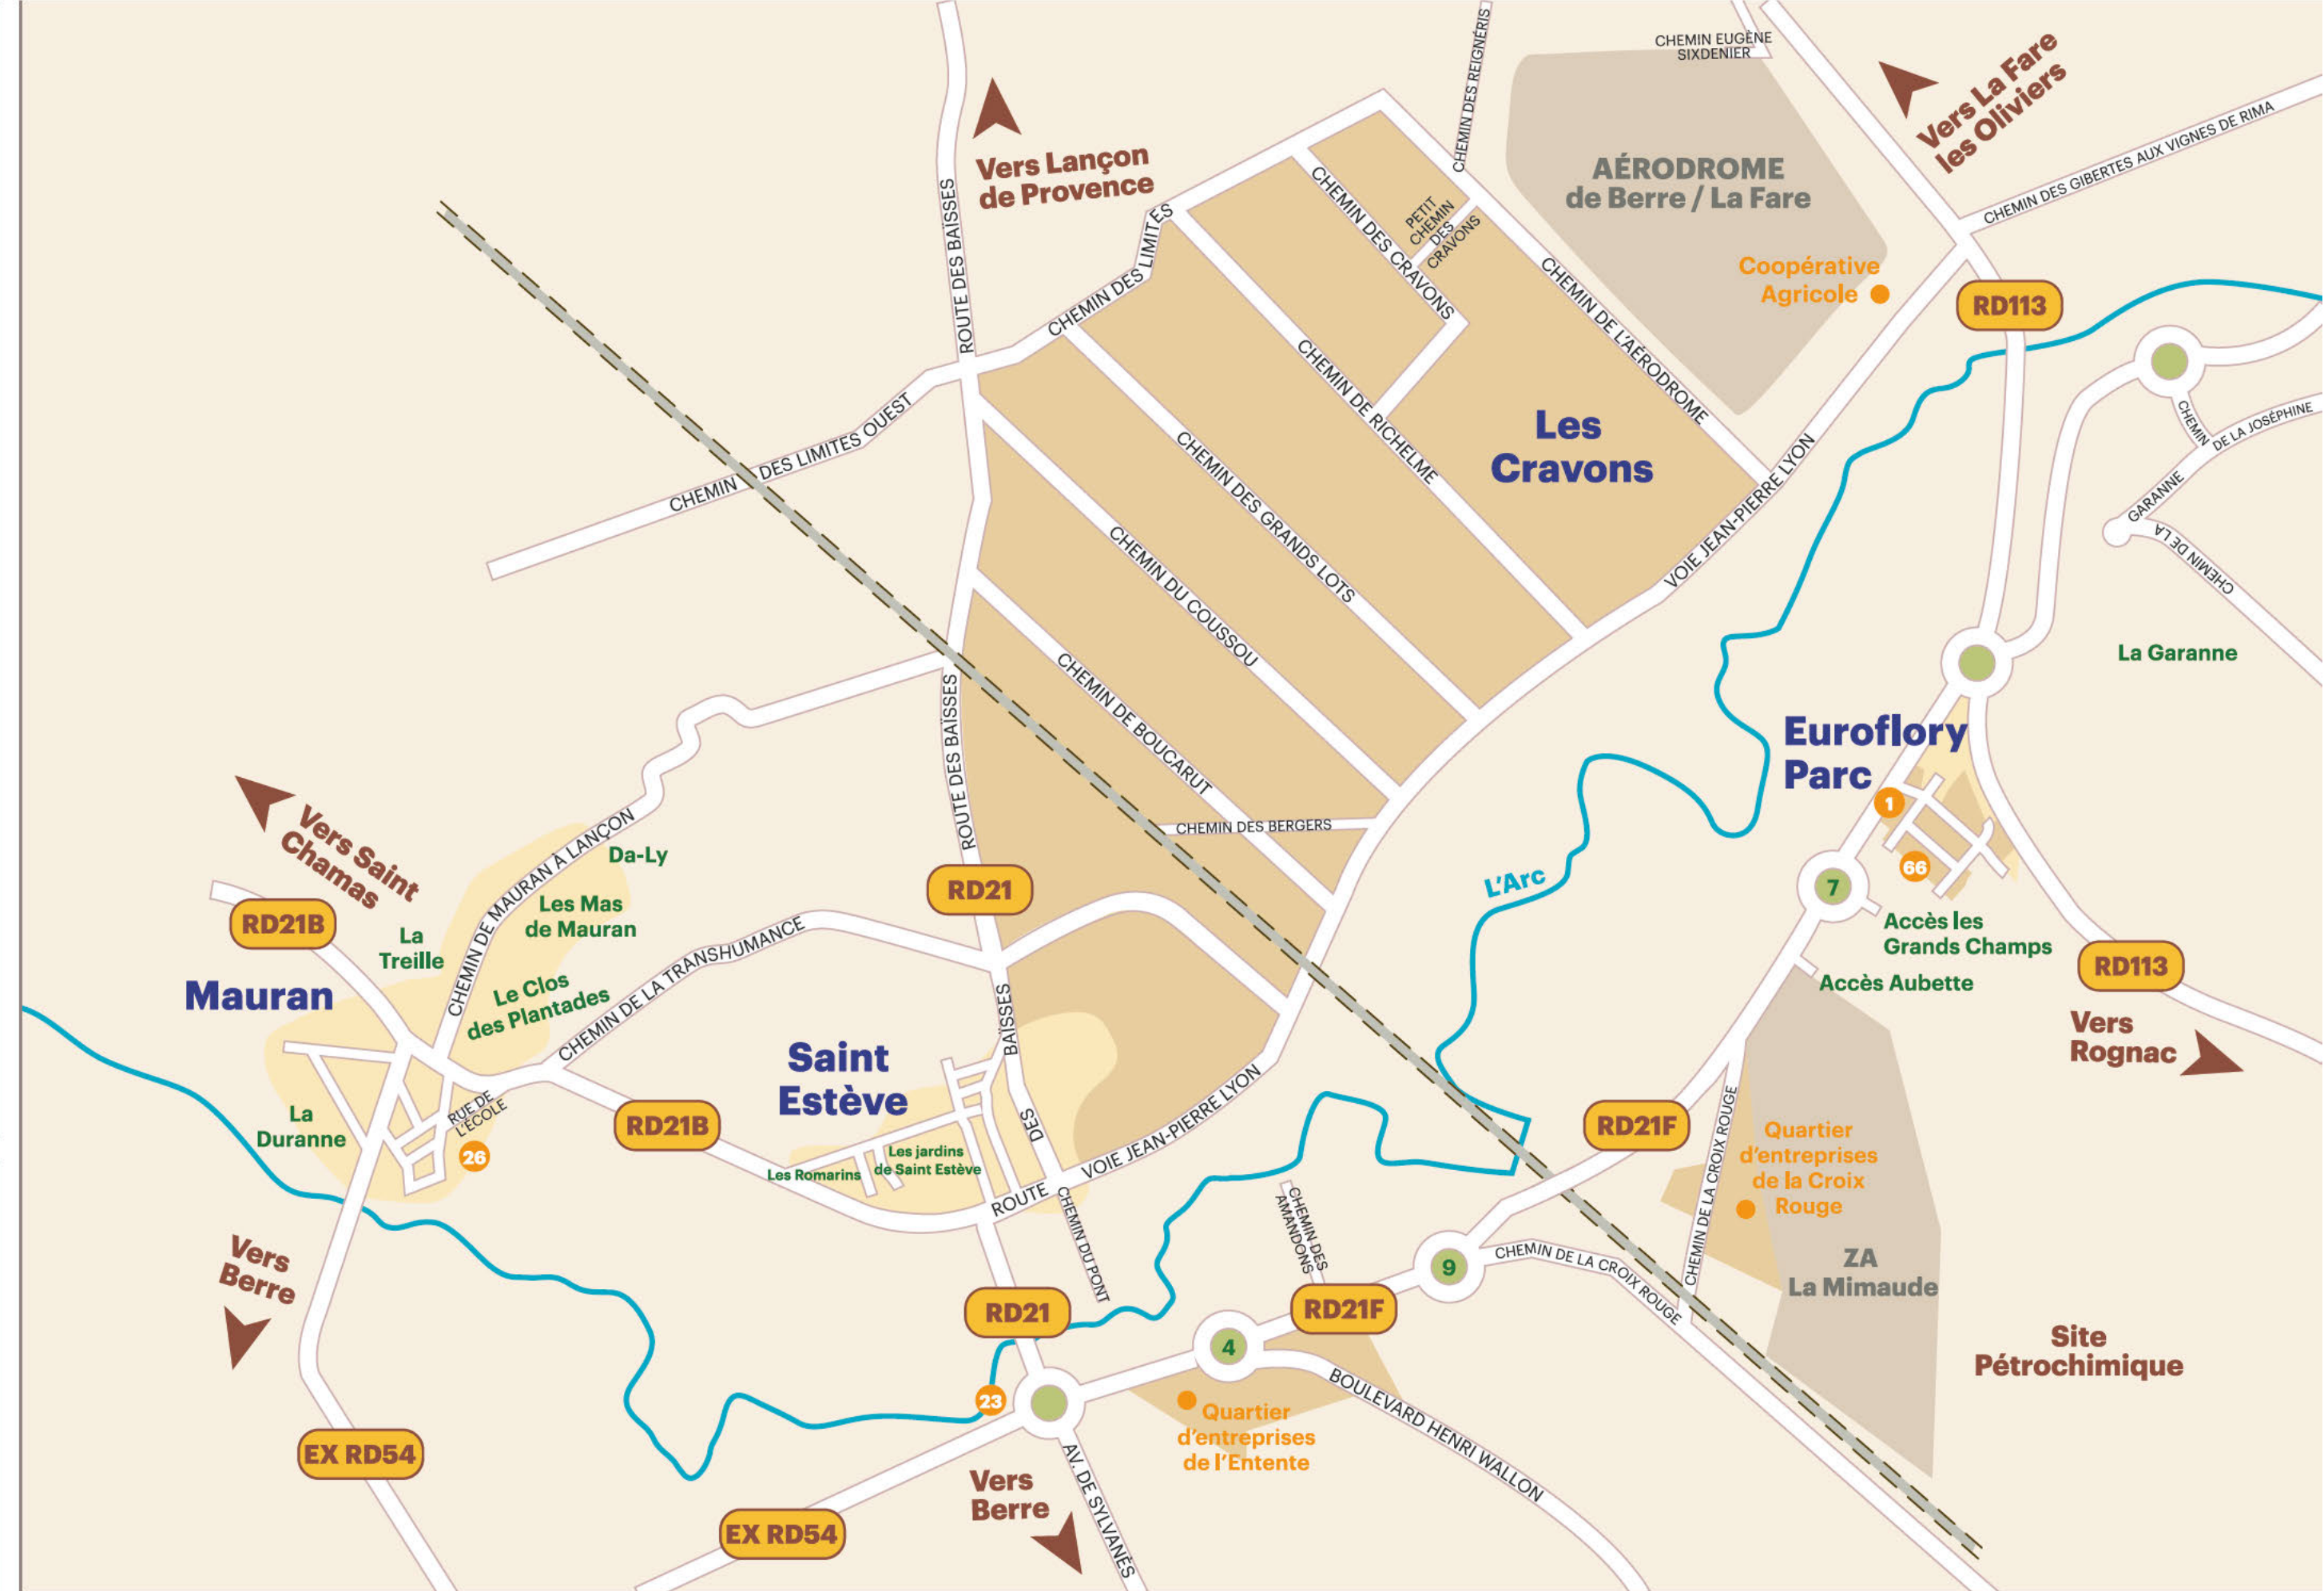 CHEMIN EUGÈNE
SIXDENIER
CHEMIN DES REIGNÉRIS
Vers La Fare
les Oliviers
CHEMIN DES GIBERTES AUX VIGNES DE RIMA
Vers Lançon
de Provence
AÉRODROME
de Berre / La Fare
Coopérative
Agricole
RD113
ROUTE DES BAÏSSES
CHEMIN DES LIMITES
CHEMIN DES CRAVONS
PETIT
CHEMIN
DES
CRAVONS
CHEMIN DE L'AÉRODROME
CHEMIN DE RICHELME
Les
Cravons
CHEMIN DES LIMITES OUEST
CHEMIN DES GRANDS LOTS
CHEMIN DU COUSSOU
VOIE JEAN-PIERRE LYON
CHEMIN
DE LA JOSÉPHINE
GARANNE
CHEMIN DE LA
La Garanne
CHEMIN DE BOUCARUT
ROUTE DES BAÏSSES
CHEMIN DES BERGERS
Euroflory
Parc
1
66
7
Accès les
Grands Champs
Accès Aubette
RD113
Vers
Rognac
L'Arc
Vers Saint
Chamas
RD21B
CHEMIN DE MAURAN À LANÇON
Da-Ly
Les Mas
de Mauran
La
Treille
Le Clos
des Plantades
Mauran
CHEMIN DE LA TRANSHUMANCE
RD21
La
Duranne
RUE DE
L'ÉCOLE
26
RD21B
Saint
Estève
Les Romarins
Les jardins
de Saint Estève
ROUTE
DES
BAÏSSES
VOIE JEAN-PIERRE LYON
CHEMIN DU PONT
RD21F
CHEMIN DE LA CROIX ROUGE
Quartier
d'entreprises
de la Croix
Rouge
ZA
La Mimaude
Site
Pétrochimique
CHEMIN DES
AMANDONS
9
CHEMIN DE LA CROIX ROUGE
RD21F
4
RD21
23
Vers
Berre
Quartier
d'entreprises
de l'Entente
BOULEVARD HENRI WALLON
EX RD54
EX RD54
Vers
Berre
AV. DE SYLVANÈS